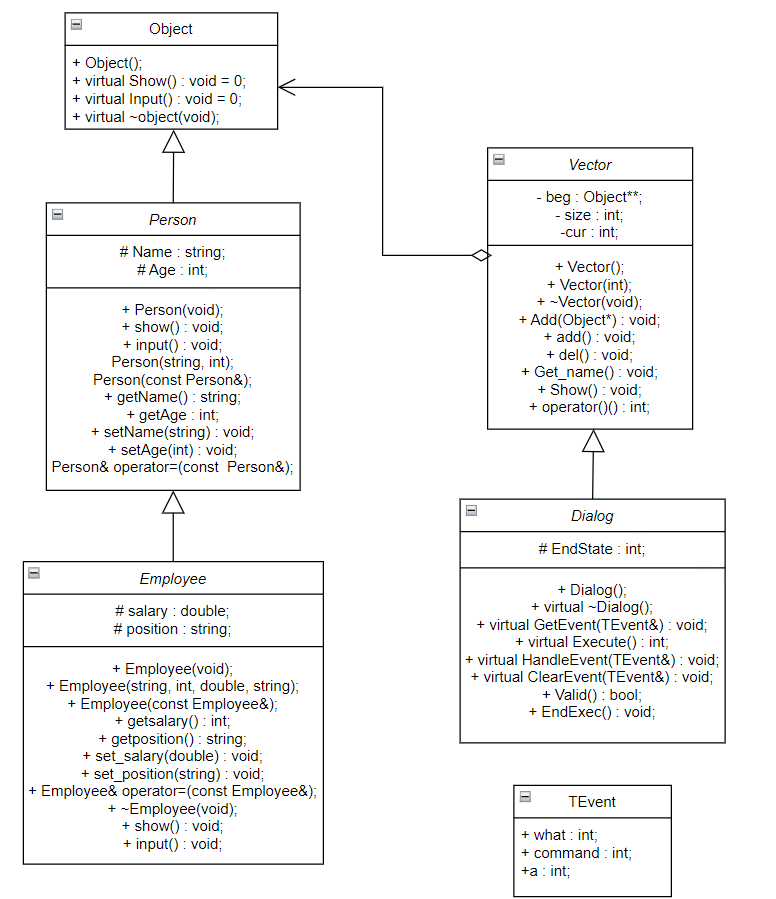 Object
+ Object();
+ virtual Show() : void = 0;
+ virtual Input() : void = 0;
+ virtual ~object(void);
Person
# Name : string;
# Age : int;
+ Person(void);
+ show() : void;
+ input() : void;
Person(string, int);
Person(const Person&);
+ getName() : string;
+ getAge : int;
+ setName(string) : void;
+ setAge(int) : void;
Person& operator=(const  Person&);
Employee
# salary : double;
# position : string;
+ Employee(void);
+ Employee(string, int, double, string);
+ Employee(const Employee&);
+ getsalary() : int;
+ getposition() : string;
+ set_salary(double) : void;
+ set_position(string) : void;
+ Employee& operator=(const Employee&);
+ ~Employee(void);
+ show() : void;
+ input() : void;
Vector
- beg : Object**;
- size : int;
-cur : int;
+ Vector();
+ Vector(int);
+ ~Vector(void);
+ Add(Object*) : void;
+ add() : void;
+ del() : void;
+ Get_name() : void;
+ Show() : void;
+ operator()() : int;
Dialog
# EndState : int;
+ Dialog();
+ virtual ~Dialog();
+ virtual GetEvent(TEvent&) : void;
+ virtual Execute() : int;
+ virtual HandleEvent(TEvent&) : void;
+ virtual ClearEvent(TEvent&) : void;
+ Valid() : bool;
+ EndExec() : void;
TEvent
+ what : int;
+ command : int;
+a : int;